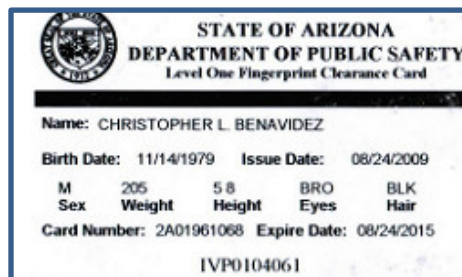 STATE OF ARIZONA
DEPARTMENT OF PUBLIC SAFETY
Level One Fingerprint Clearance Card
Name: CHRISTOPHER L. BENAVIDEZ
Birth Date: 11/14/1979 Issue Date: 08/24/2009
M 205 5 8 BRO BLK
Sex Weight Height Eyes Hair
Card Number: 2A01961068 Expire Date: 08/24/2015
IVP0104061